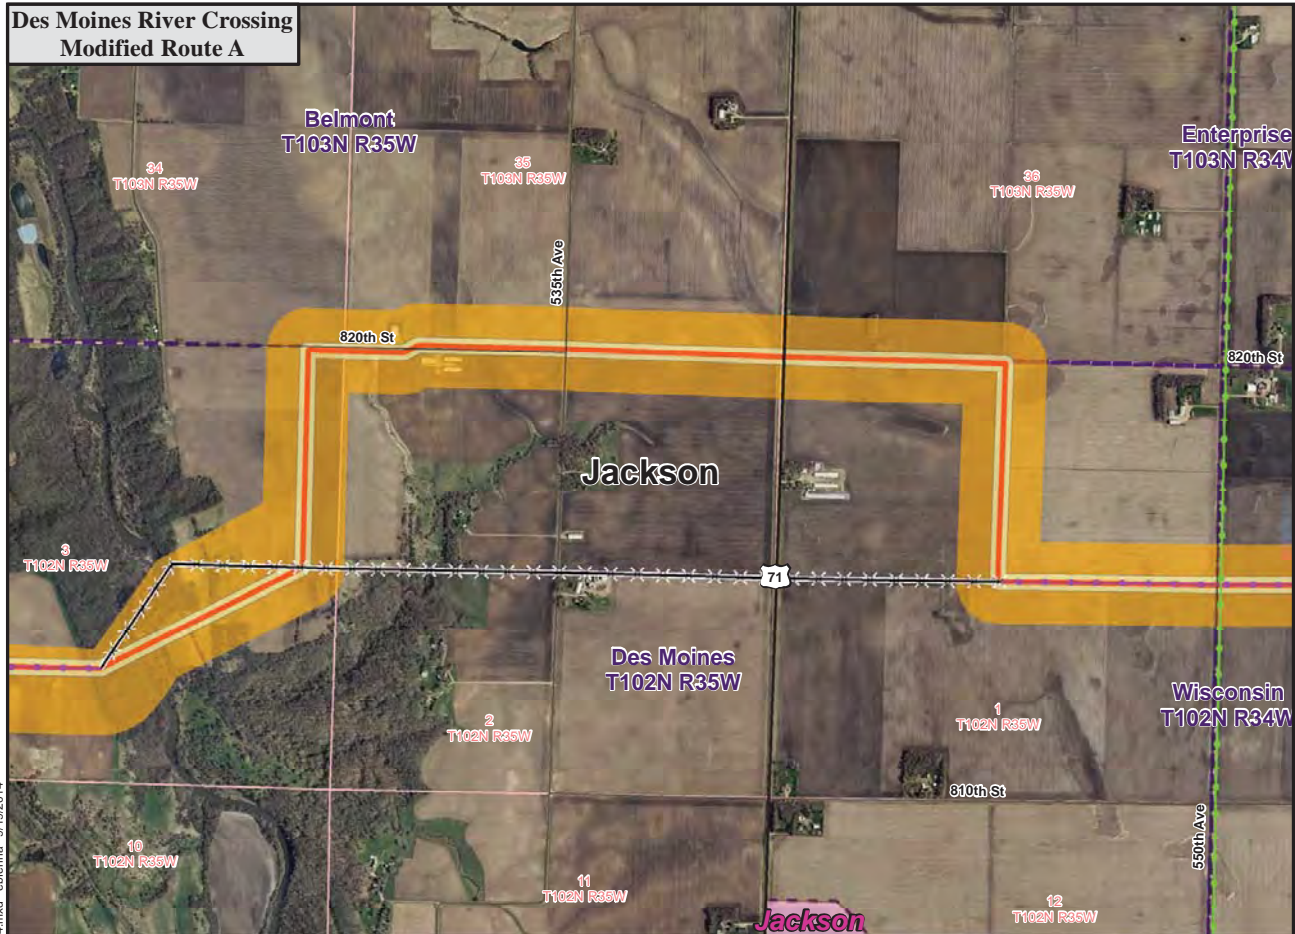 Des Moines River Crossing
Modified Route A
Belmont
T103N R35W
Enterprise
T103N R34W
34
T103N R35W
35
T103N R35W
36
T103N R35W
535th Ave
820th St
820th St
Jackson
3
T102N R35W
71
Des Moines
T102N R35W
Wisconsin
T102N R34W
2
T102N R35W
1
T102N R35W
810th St
550th Ave
10
T102N R35W
11
T102N R35W
12
T102N R35W
Jackson